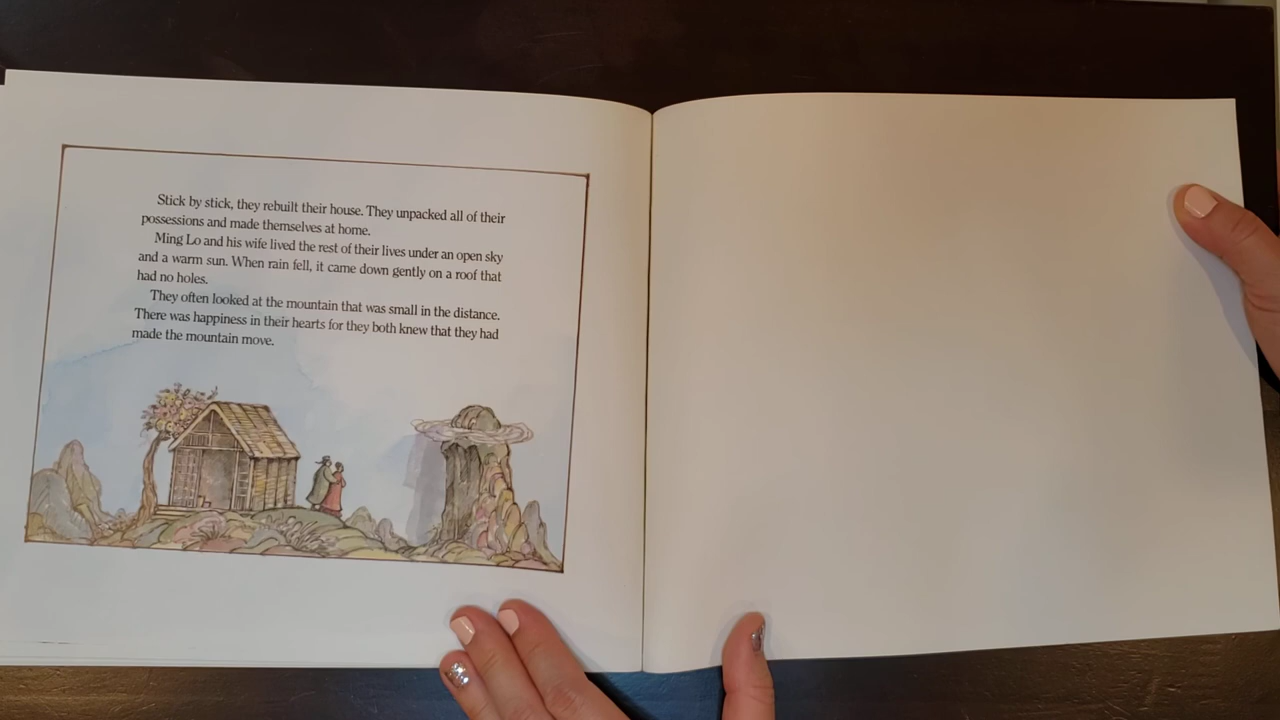 Stick by stick, they rebuilt their house. They unpacked all of their
possessions and made themselves at home.
Ming Lo and his wife lived the rest of their lives under an open sky
and a warm sun. When rain fell, it came down gently on a roof that
had no holes.
They often looked at the mountain that was small in the distance.
There was happiness in their hearts for they both knew that they had
made the mountain move.